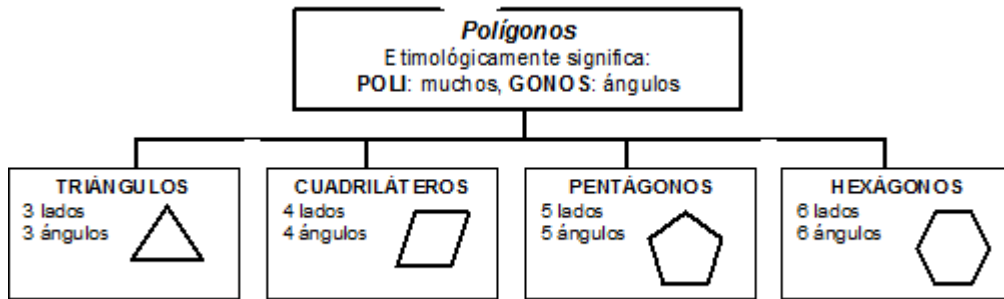 Polígonos
Etimológicamente significa:
POLI: muchos, GONOS: ángulos
TRIÁNGULOS
3 lados
3 ángulos
CUADRILÁTEROS
4 lados
4 ángulos
PENTÁGONOS
5 lados
5 ángulos
HEXÁGONOS
6 lados
6 ángulos